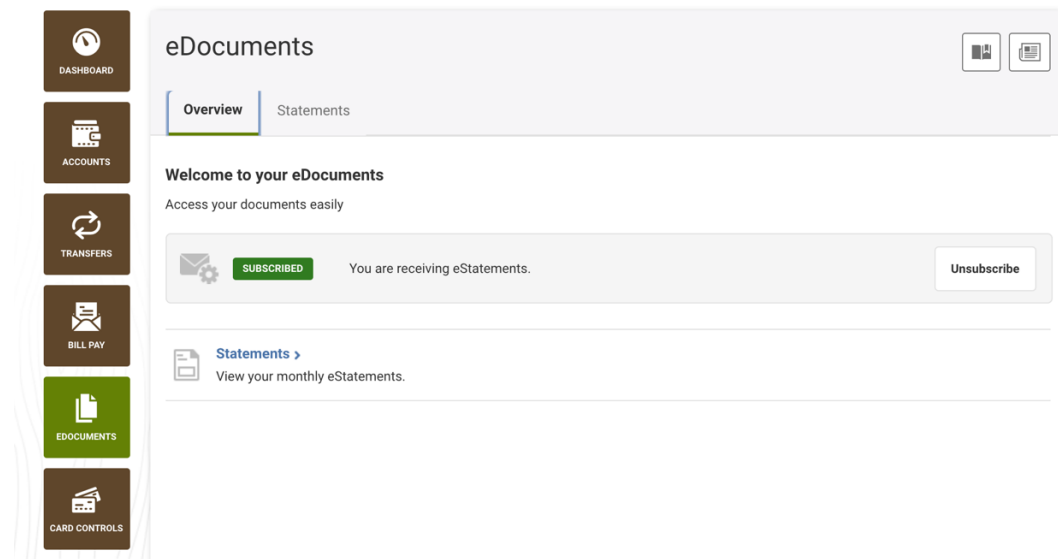 DASHBOARD
ACCOUNTS
TRANSFERS
BILL PAY
EDOCUMENTS
CARD CONTROLS
eDocuments
Overview
Statements
Welcome to your eDocuments
Access your documents easily
SUBSCRIBED
You are receiving eStatements.
Unsubscribe
Statements ›
View your monthly eStatements.